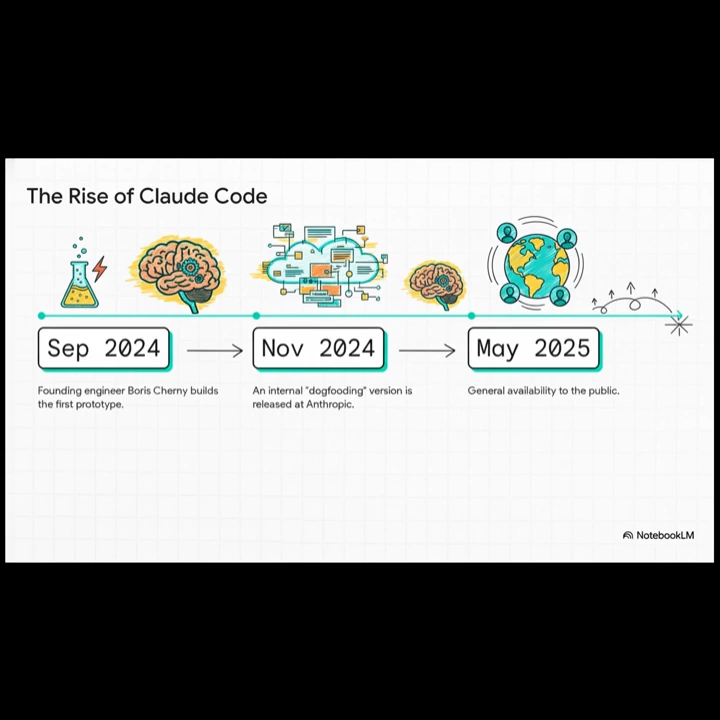 The Rise of Claude Code
Sep 2024
Nov 2024
May 2025
Founding engineer Boris Cherny builds
the first prototype.
An internal "dogfooding" version is
released at Anthropic.
General availability to the public.
NotebookLM